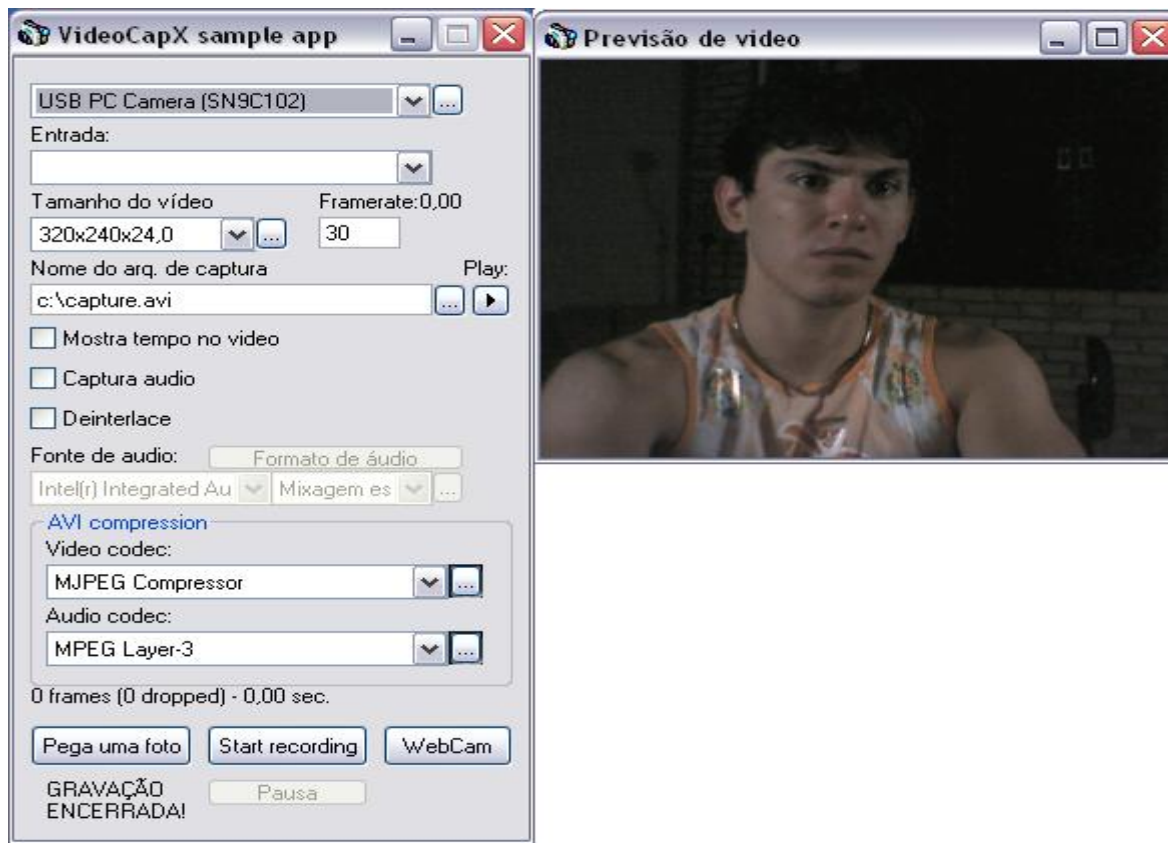 VideoCapX sample app
Previsão de video
USB PC Camera (SN9C102)
...
Entrada:
Tamanho do vídeo
Framerate:0,00
320x240x24,0
...
30
Nome do arq. de captura
Play:
c:\capture.avi
...
Mostra tempo no video
Captura audio
Deinterlace
Fonte de audio:
Formato de áudio
Intel(r) Integrated Au
Mixagem es
...
AVI compression
Video codec:
MJPEG Compressor
...
Audio codec:
MPEG Layer-3
...
0 frames (0 dropped) - 0,00 sec.
Pega uma foto
Start recording
WebCam
GRAVAÇÃO
ENCERRADA!
Pausa